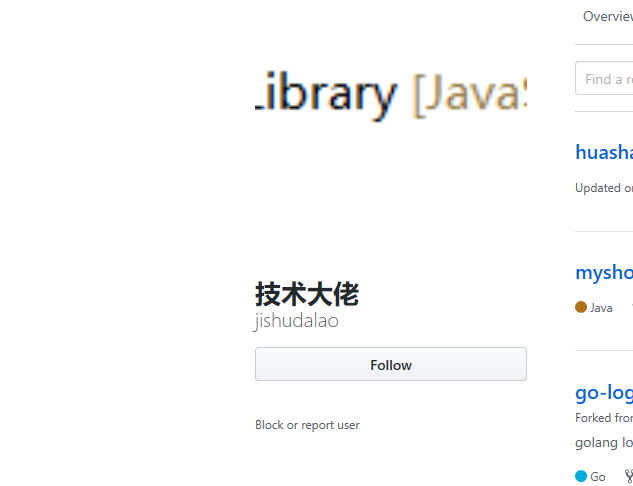 Library [Java
技术大佬
jishudalao
Follow
Block or report user
Overview
Find a
huasha
Updated
mysho
Java
go-log
Forked from
golang lo
Go